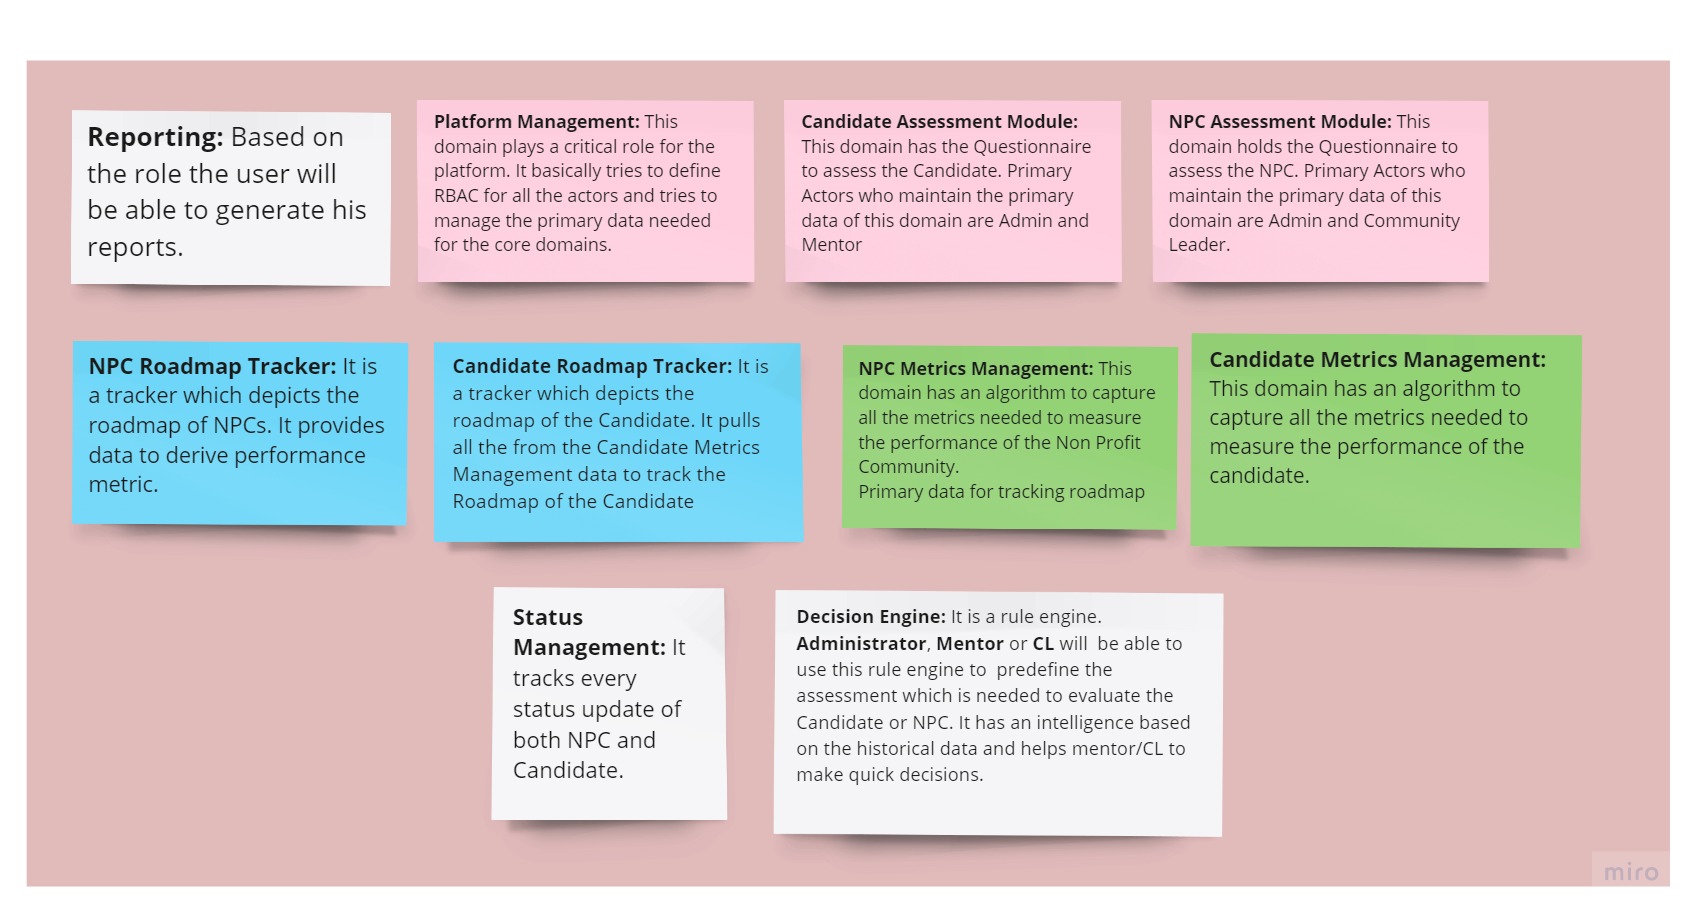 Reporting: Based on
the role the user will
be able to generate his
reports.
Platform Management: This
domain plays a critical role for the
platform. It basically tries to define
RBAC for all the actors and tries to
manage the primary data needed
for the core domains.
Candidate Assessment Module:
This domain has the Questionnaire
to assess the Candidate. Primary
Actors who maintain the primary
data of this domain are Admin and
Mentor
NPC Assessment Module: This
domain holds the Questionnaire to
assess the NPC. Primary Actors who
maintain the primary data of this
domain are Admin and Community
Leader.
NPC Roadmap Tracker: It is
a tracker which depicts the
roadmap of NPCs. It provides
data to derive performance
metric.
Candidate Roadmap Tracker: It is
a tracker which depicts the
roadmap of the Candidate. It pulls
all the from the Candidate Metrics
Management data to track the
Roadmap of the Candidate
NPC Metrics Management: This
domain has an algorithm to capture
all the metrics needed to measure
the performance of the Non Profit
Community.
Primary data for tracking roadmap
Candidate Metrics Management:
This domain has an algorithm to
capture all the metrics needed to
measure the performance of the
candidate.
Status
Management: It
tracks every
status update of
both NPC and
Candidate.
Decision Engine: It is a rule engine.
Administrator, Mentor or CL will  be able to
use this rule engine to  predefine the
assessment which is needed to evaluate the
Candidate or NPC. It has an intelligence based
on the historical data and helps mentor/CL to
make quick decisions.
miro